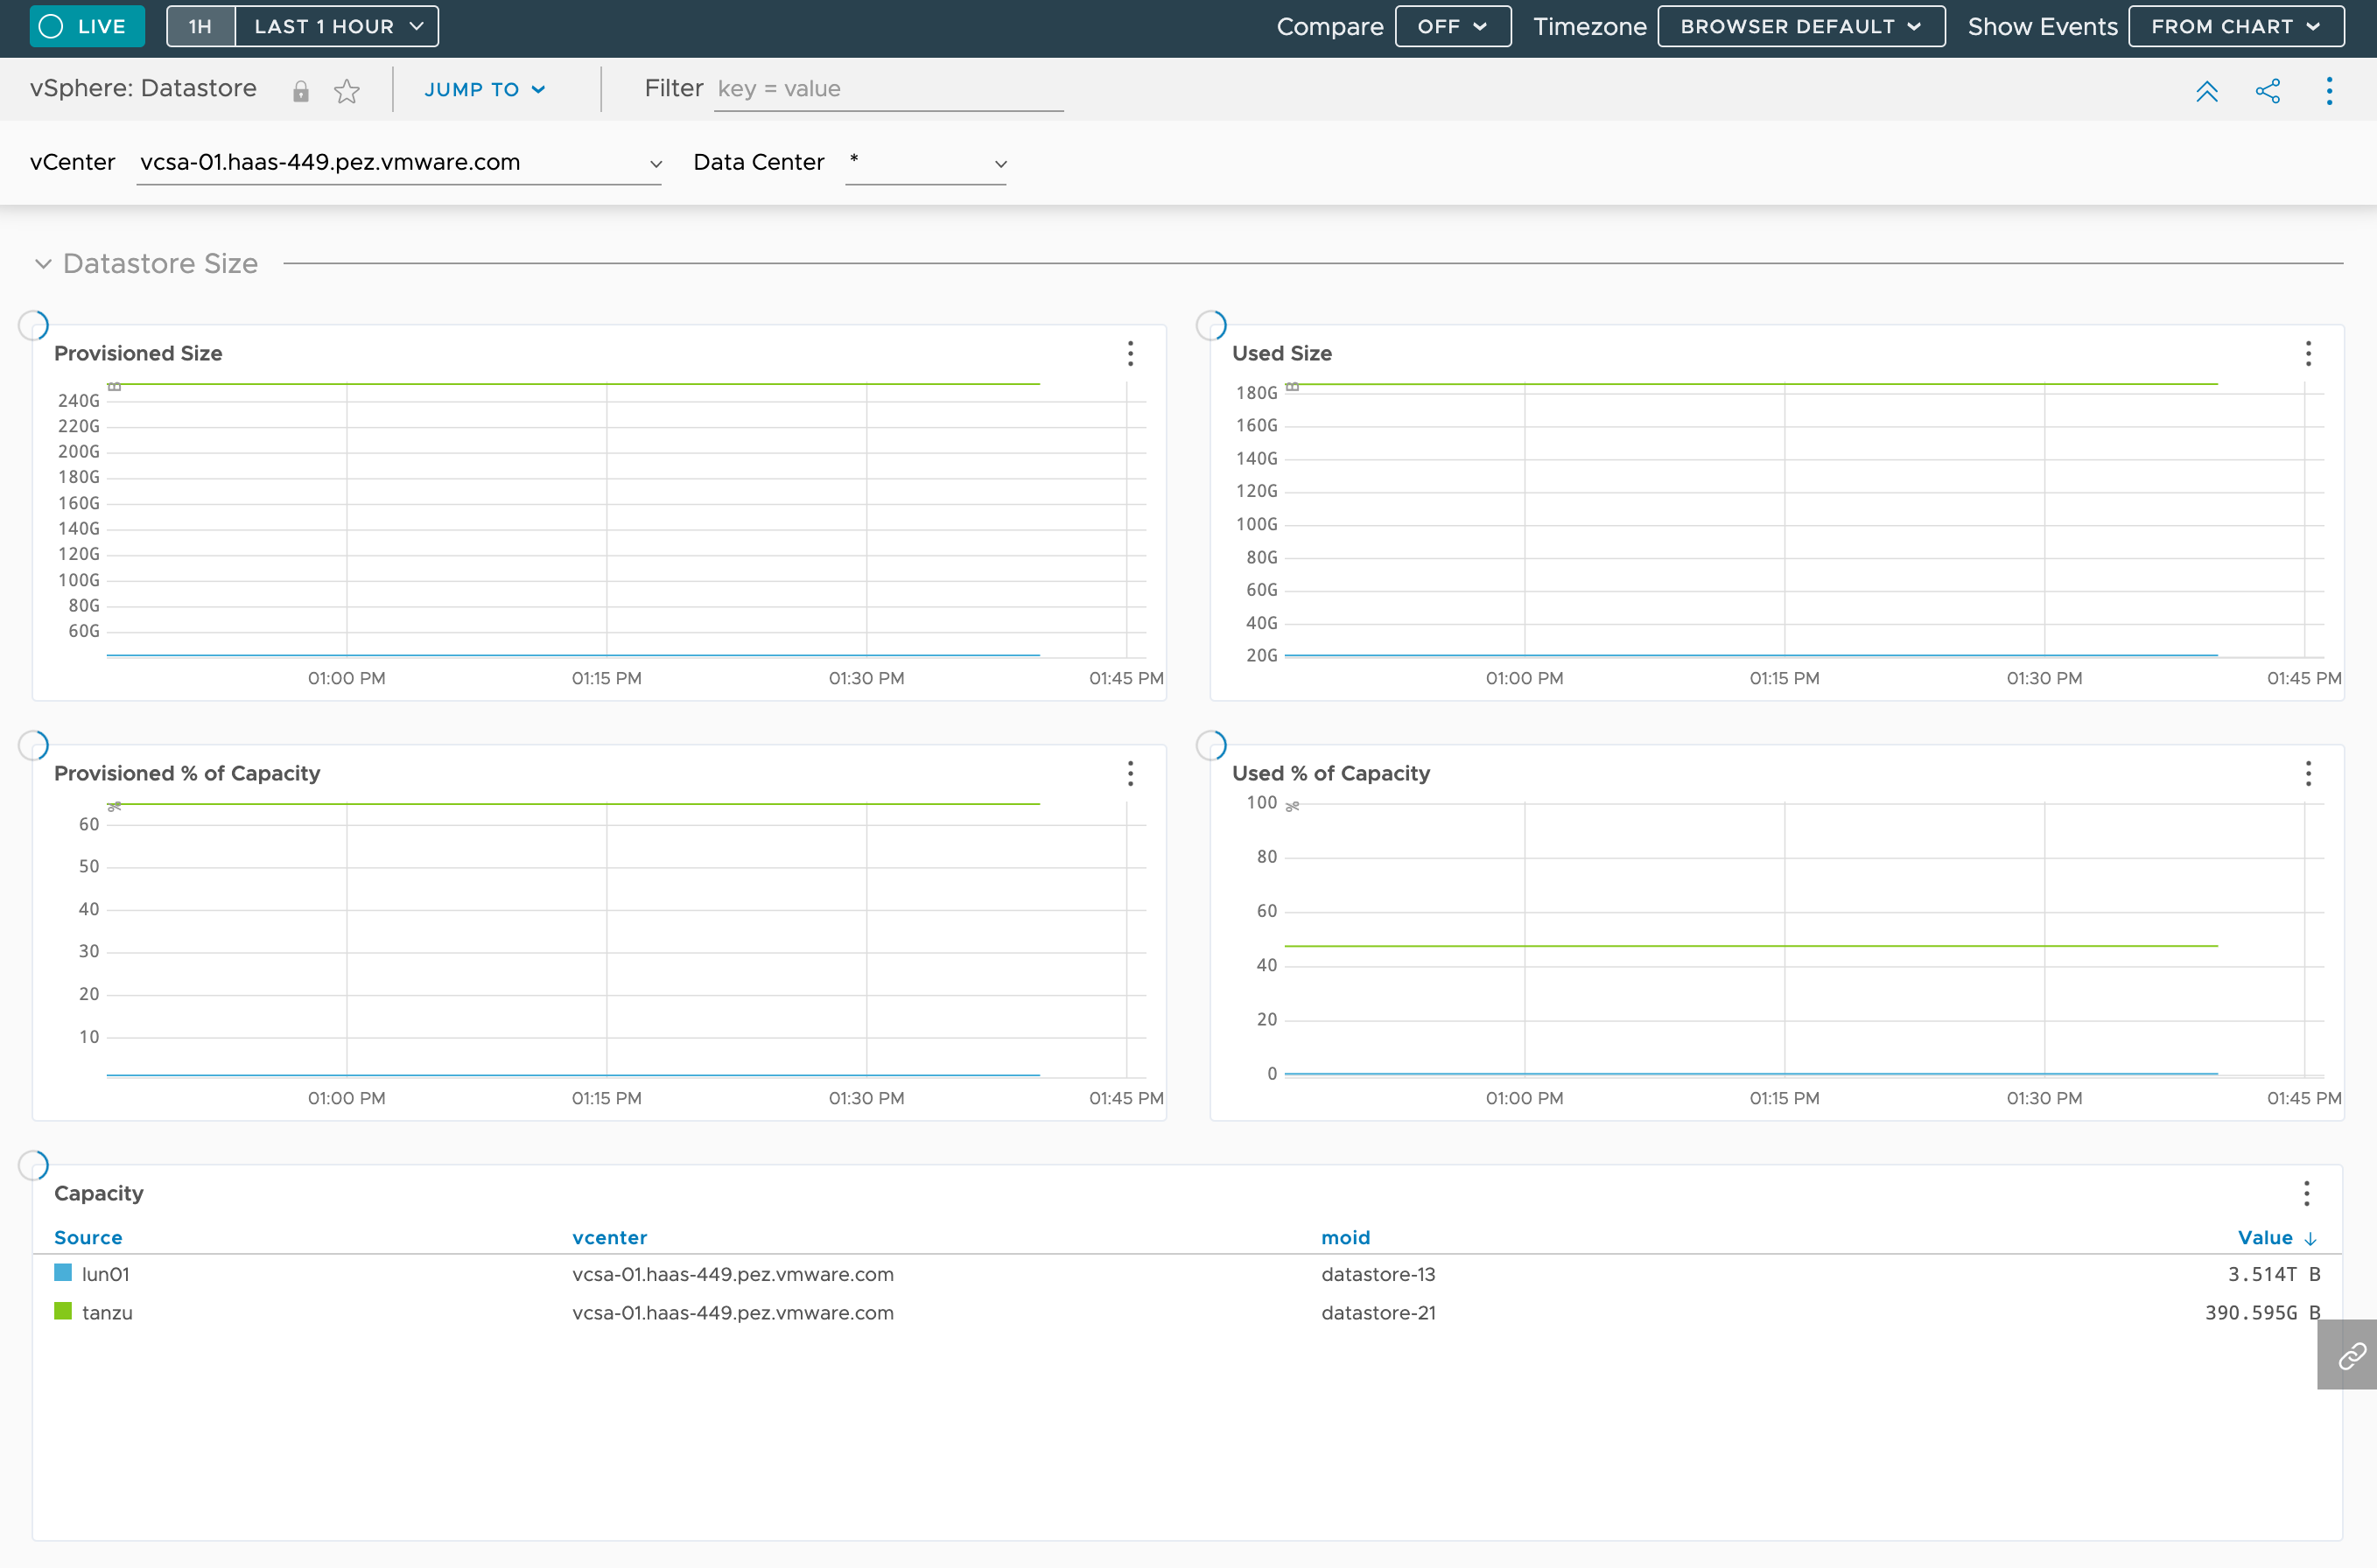 LIVE 1H LAST 1 HOUR Compare OFF Timezone BROWSER DEFAULT Show Events FROM CHART
vSphere: Datastore JUMP TO Filter key = value
vCenter vcsa-01.haas-449.pez.vmware.com Data Center *
Datastore Size
Provisioned Size
B
240G
220G
200G
180G
160G
140G
120G
100G
80G
60G
01:00 PM 01:15 PM 01:30 PM 01:45 PM
Used Size
B
180G
160G
140G
120G
100G
80G
60G
40G
20G
01:00 PM 01:15 PM 01:30 PM 01:45 PM
Provisioned % of Capacity
%
60
50
40
30
20
10
01:00 PM 01:15 PM 01:30 PM 01:45 PM
Used % of Capacity
%
100
80
60
40
20
0
01:00 PM 01:15 PM 01:30 PM 01:45 PM
Capacity
Source vcenter moid Value ↓
lun01 vcsa-01.haas-449.pez.vmware.com datastore-13 3.514T B
tanzu vcsa-01.haas-449.pez.vmware.com datastore-21 390.595G B